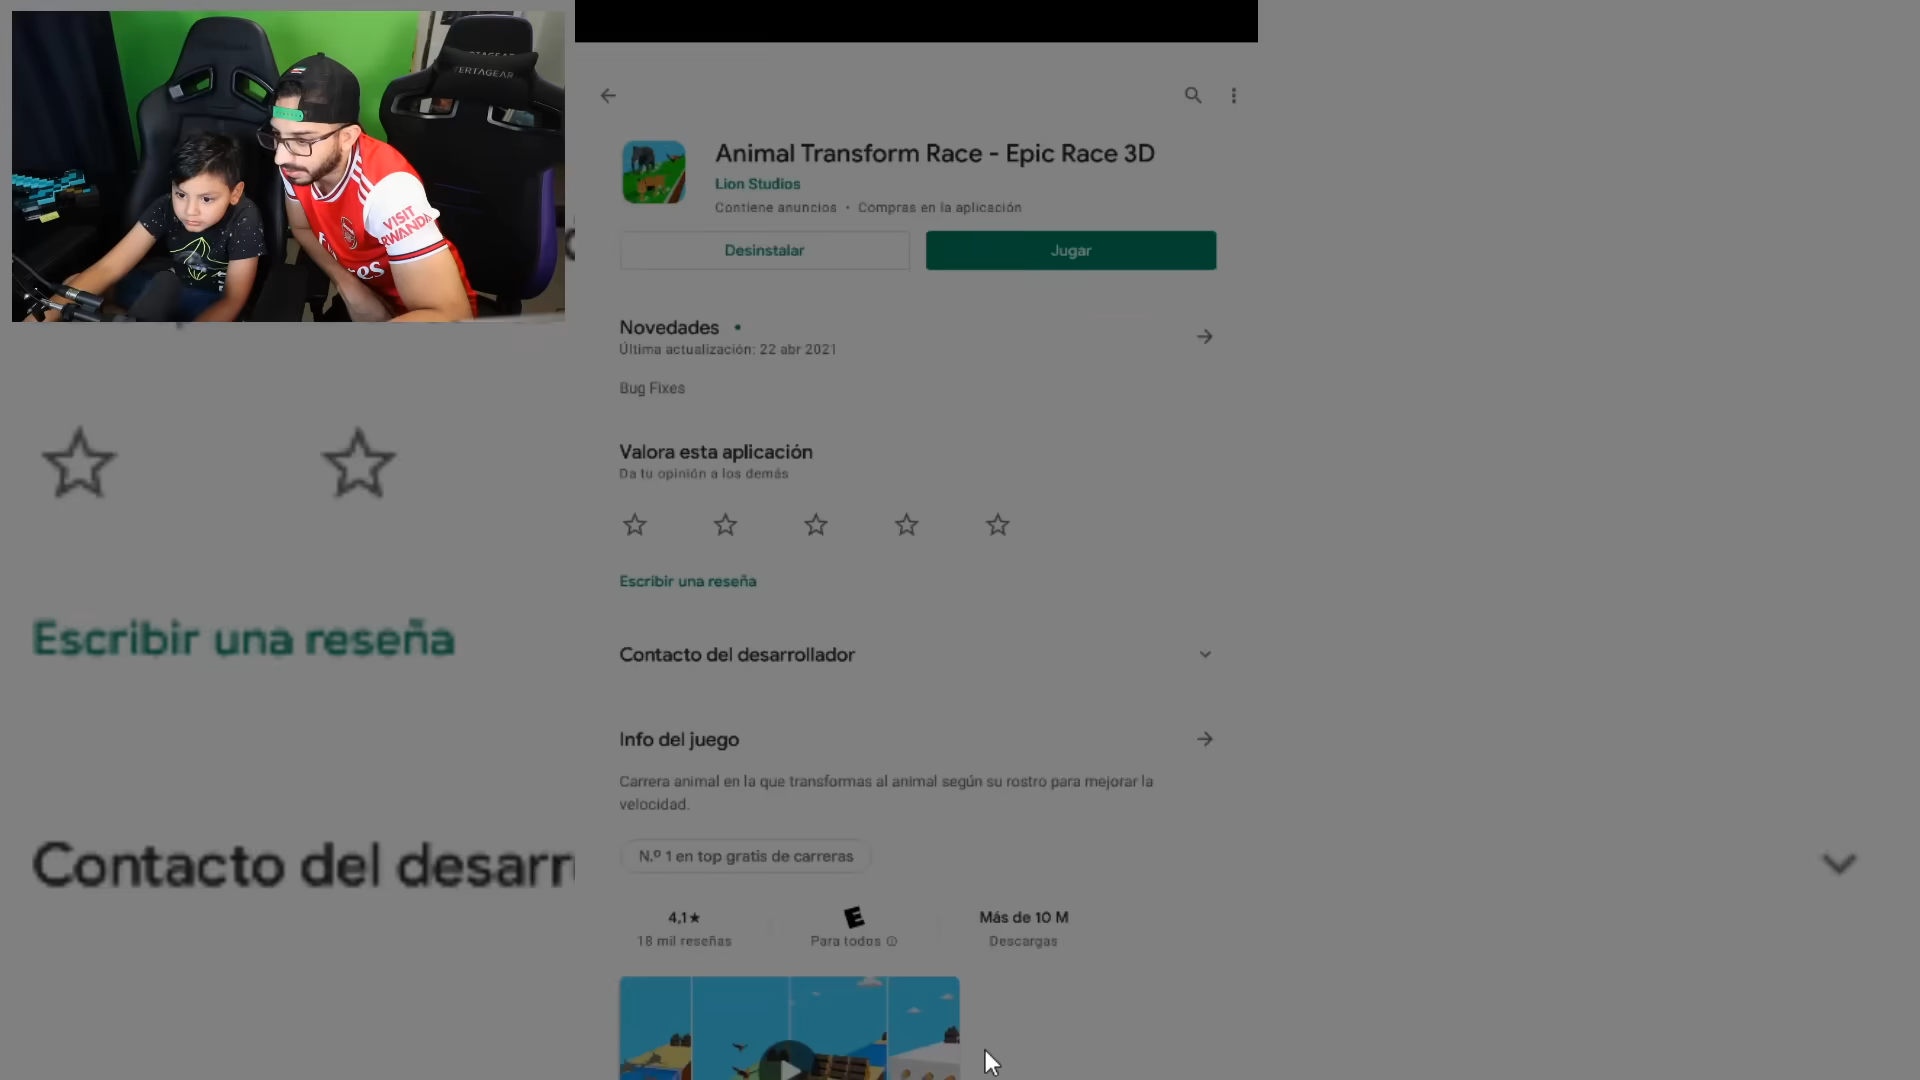 VERTAGEAR
VISIT
RWANDA
Animal Transform Race - Epic Race 3D
Lion Studios
Contiene anuncios • Compras en la aplicación
Desinstalar
Jugar
Novedades •
Última actualización: 22 abr 2021
Bug Fixes
Valora esta aplicación
Da tu opinión a los demás
Escribir una reseña
Contacto del desarrollador
Info del juego
Carrera animal en la que transformas al animal según su rostro para mejorar la
velocidad.
N.º 1 en top gratis de carreras
4,1★
18 mil reseñas
E
Para todos
Más de 10 M
Descargas
Escribir una reseña
Contacto del desarr